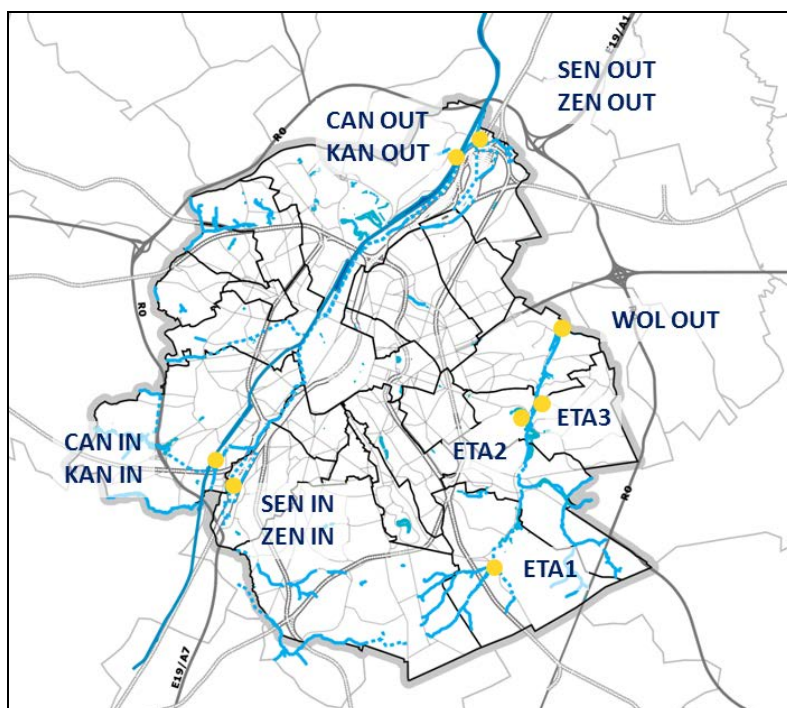 E19/A1
SEN OUT
ZEN OUT
CAN OUT
KAN OUT
R0
R0
WOL OUT
ETA3
ETA2
CAN IN
KAN IN
SEN IN
ZEN IN
R0
ETA1
E19/A7